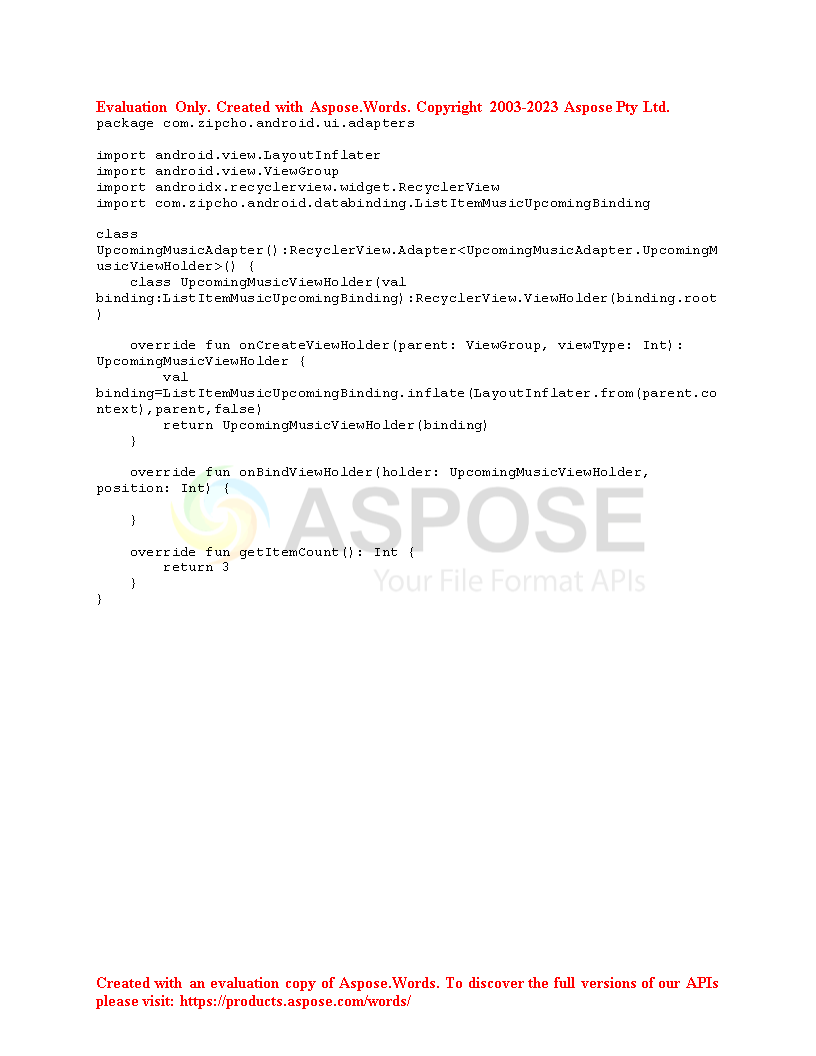 Evaluation Only. Created with Aspose.Words. Copyright 2003-2023 Aspose Pty Ltd.
package com.zipcho.android.ui.adapters
import android.view.LayoutInflater
import android.view.ViewGroup
import androidx.recyclerview.widget.RecyclerView
import com.zipcho.android.databinding.ListItemMusicUpcomingBinding
class
UpcomingMusicAdapter():RecyclerView.Adapter<UpcomingMusicAdapter.UpcomingM
usicViewHolder>() {
    class UpcomingMusicViewHolder(val
binding:ListItemMusicUpcomingBinding):RecyclerView.ViewHolder(binding.root
)
    override fun onCreateViewHolder(parent: ViewGroup, viewType: Int):
UpcomingMusicViewHolder {
        val
binding=ListItemMusicUpcomingBinding.inflate(LayoutInflater.from(parent.co
ntext),parent,false)
        return UpcomingMusicViewHolder(binding)
    }
    override fun onBindViewHolder(holder: UpcomingMusicViewHolder,
position: Int) {
ASPOSE
    }
    override fun getItemCount(): Int {
        return 3
Your File Format APIs
    }
}
Created with an evaluation copy of Aspose.Words. To discover the full versions of our APIs
please visit: https://products.aspose.com/words/